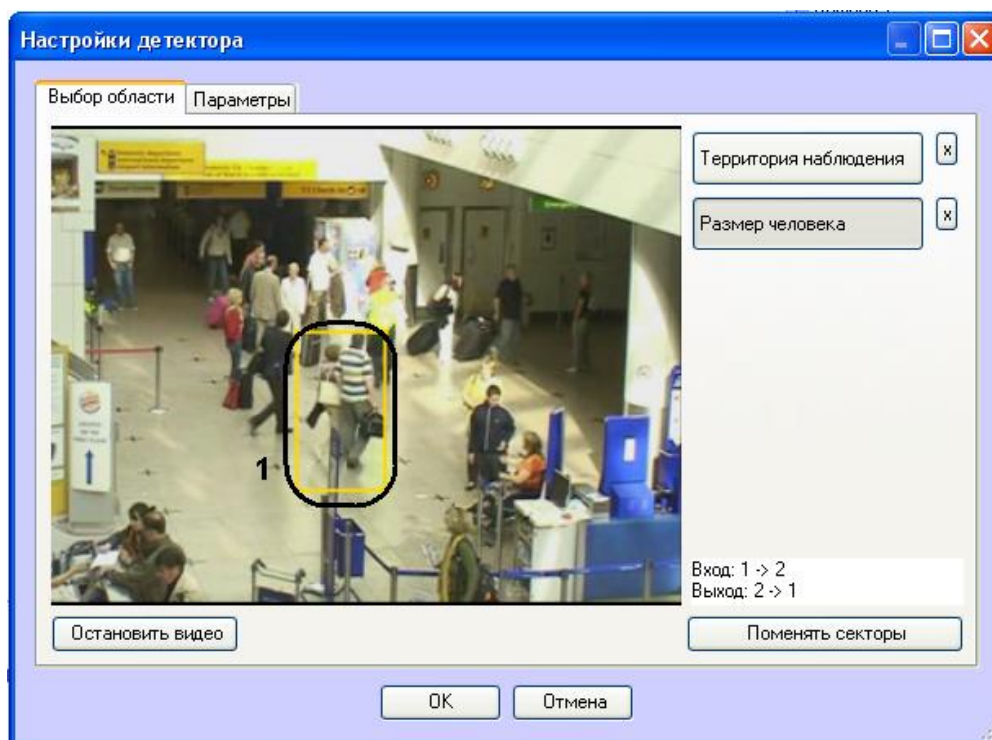 Настройки детектора
Выбор области
Параметры
Территория наблюдения
x
Размер человека
x
1
Вход: 1 -> 2
Выход: 2 -> 1
Остановить видео
Поменять секторы
OK
Отмена